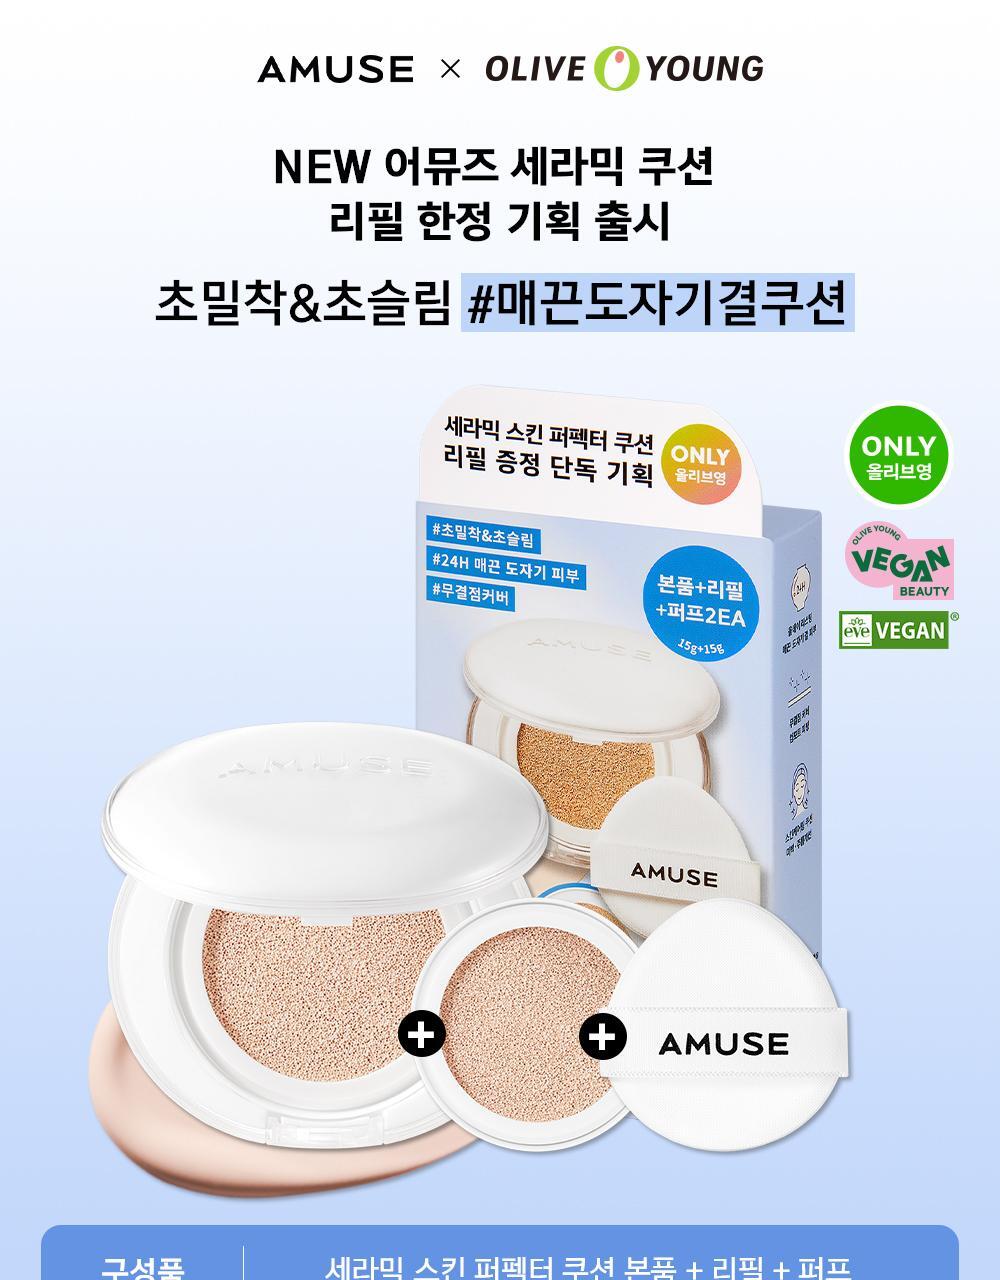 AMUSE × OLIVE YOUNG
NEW 어뮤즈 세라믹 쿠션
리필 한정 기획 출시
초밀착&초슬림 #매끈도자기결쿠션
세라믹 스킨 퍼펙터 쿠션
리필 증정 단독 기획
ONLY
올리브영
ONLY
올리브영
#초밀착&초슬림
#24H 매끈 도자기 피부
#무결점커버
본품+리필
+퍼프2EA
15g+15g
OLIVE YOUNG
VEGAN
BEAUTY
eve VEGAN®
24H
AMUSE
AMUSE
AMUSE
AMUSE
구성품
세라믹 스킨 퍼펙터 쿠션 본품 + 리필 + 퍼프